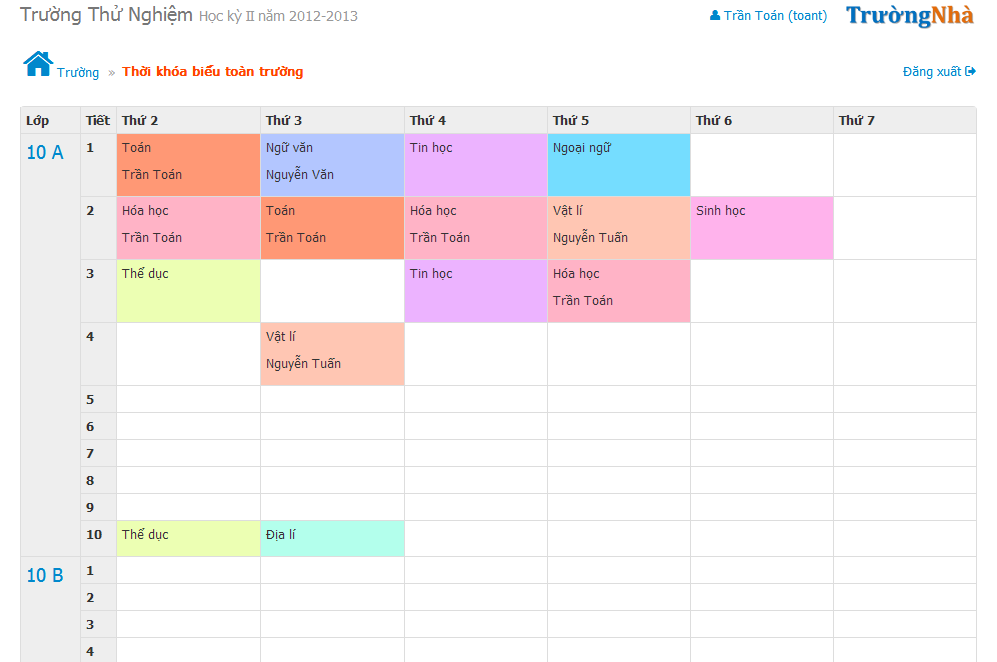 Trường Thử Nghiệm Học kỳ II năm 2012-2013 Trần Toán (toant) TrườngNhà
Trường » Thời khóa biểu toàn trường Đăng xuất
Lớp Tiết Thứ 2 Thứ 3 Thứ 4 Thứ 5 Thứ 6 Thứ 7
10 A 1 Toán Ngữ văn Tin học Ngoại ngữ
Trần Toán Nguyễn Văn
2 Hóa học Toán Hóa học Vật lí Sinh học
Trần Toán Trần Toán Trần Toán Nguyễn Tuấn
3 Thể dục Tin học Hóa học
Trần Toán
4 Vật lí
Nguyễn Tuấn
5
6
7
8
9
10 Thể dục Địa lí
10 B 1
2
3
4